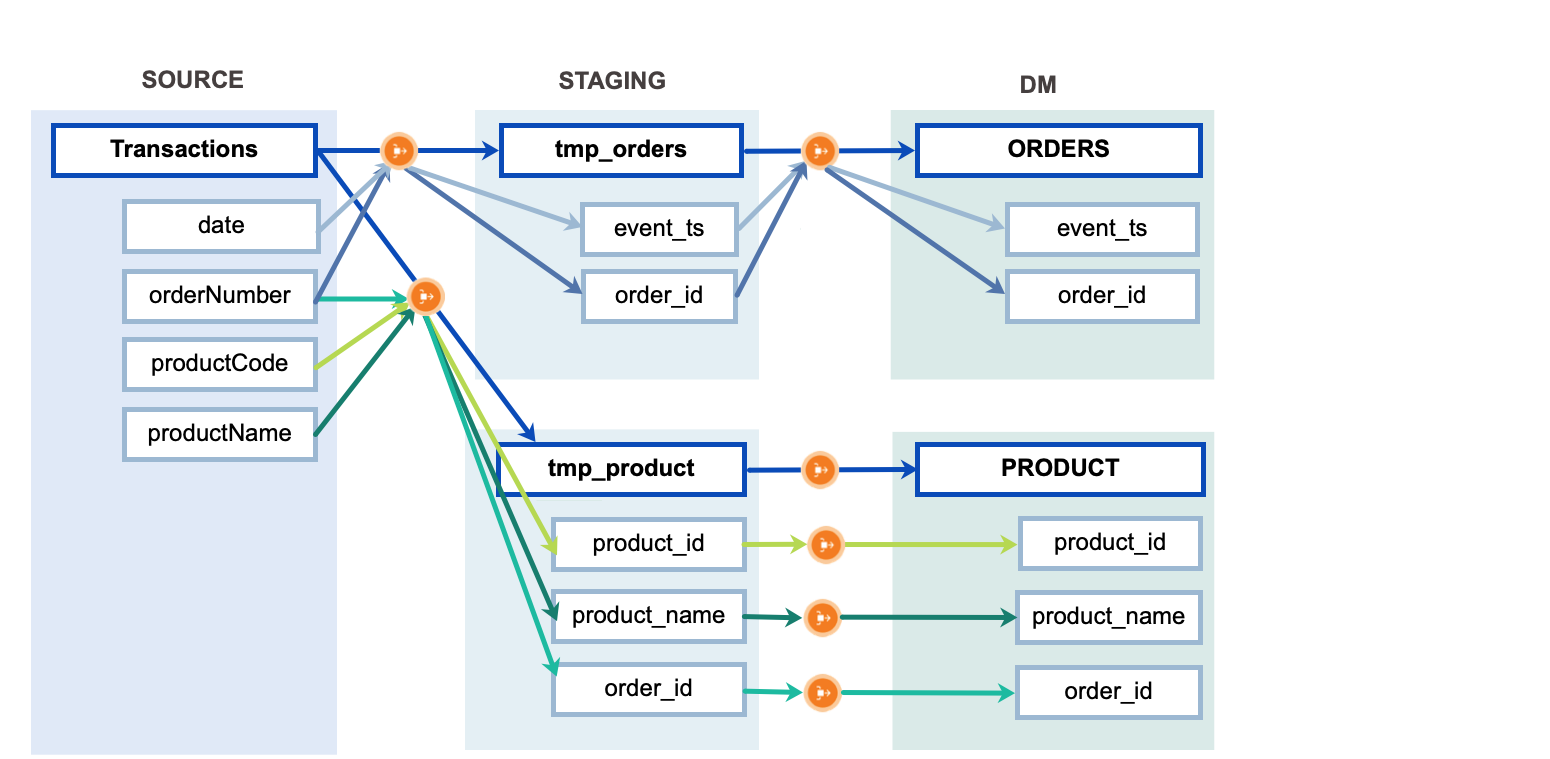 SOURCE
STAGING
DM
Transactions
tmp_orders
ORDERS
date
event_ts
event_ts
orderNumber
order_id
order_id
productCode
productName
tmp_product
PRODUCT
product_id
product_id
product_name
product_name
order_id
order_id